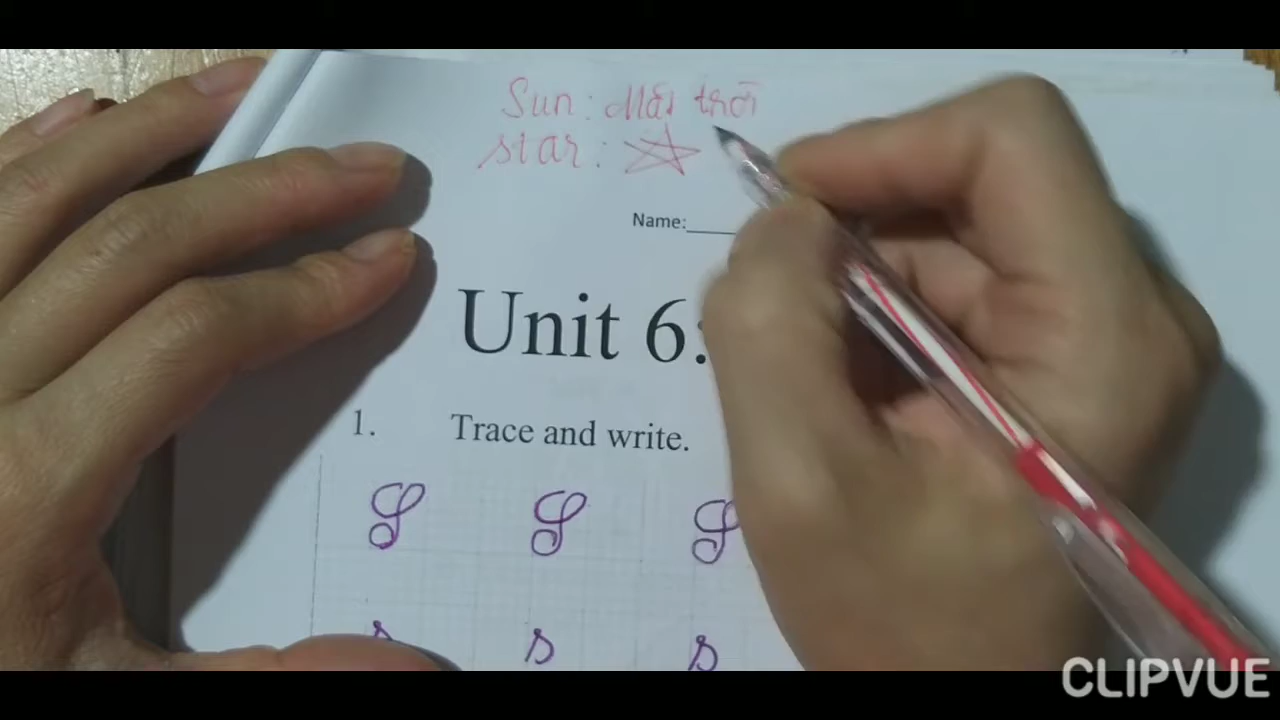 Sun: Mặt trời
star:
Name:
Unit 6:
1. Trace and write.
S S S
s s s
CLIPVUE